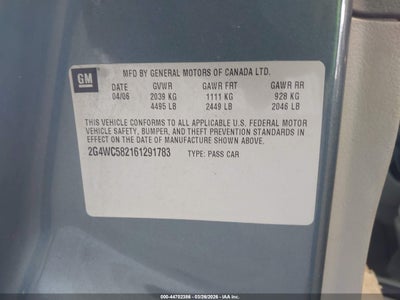 GM
MFD BY GENERAL MOTORS OF CANADA LTD.
DATE GVWR GAWR FRT GAWR RR
04/06 2039 KG 1111 KG 928 KG
4495 LB 2449 LB 2046 LB
THIS VEHICLE CONFORMS TO ALL APPLICABLE U.S. FEDERAL MOTOR
VEHICLE SAFETY, BUMPER, AND THEFT PREVENTION STANDARDS IN
EFFECT ON THE DATE OF MANUFACTURE SHOWN ABOVE.
2G4WC582161291783 TYPE: PASS CAR
000-44702386 - 03/28/2026 - IAA